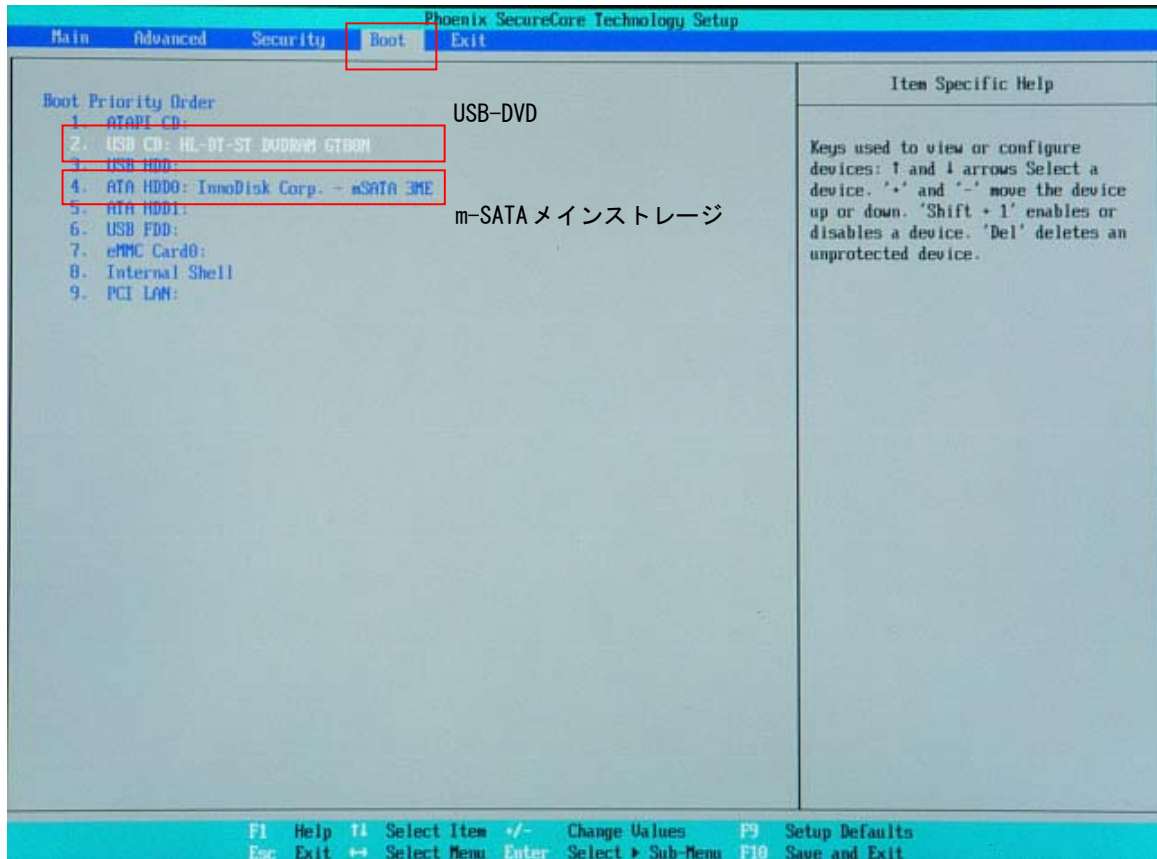 Phoenix SecureCore Technology Setup
Main Advanced Security Boot Exit
Item Specific Help
Boot Priority Order
USB-DVD
1. ATAPI CD:
2. USB CD: HL-DT-ST DVDRAM GT80N
3. USB HDD:
4. ATA HDD0: InnoDisk Corp. - mSATA 3ME
5. ATA HDD1:
m-SATAメインストレージ
6. USB FDD:
7. eMMC Card0:
8. Internal Shell
9. PCI LAN:
Keys used to view or configure
devices: ↑ and ↓ arrows Select a
device. '+' and '-' move the device
up or down. 'Shift + 1' enables or
disables a device. 'Del' deletes an
unprotected device.
F1 Help ↑↓ Select Item +/- Change Values F9 Setup Defaults
Esc Exit ↔ Select Menu Enter Select ▶ Sub-Menu F10 Save and Exit